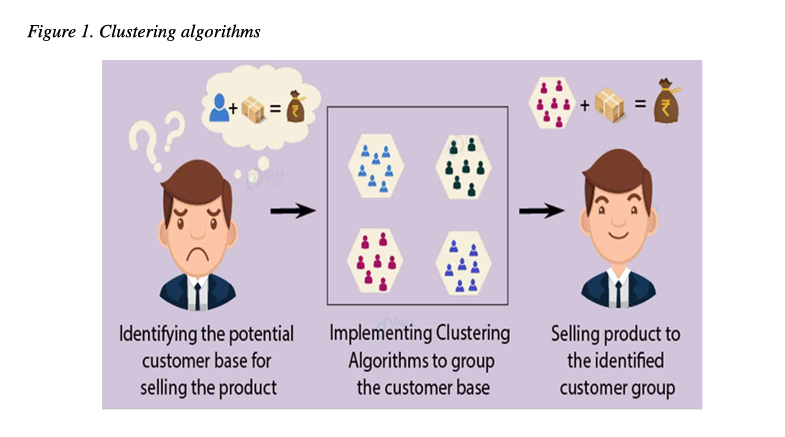 Figure 1. Clustering algorithms
??
+ = ₹
+ = ₹
Identifying the potential
customer base for
selling the product
Implementing Clustering
Algorithms to group
the customer base
Selling product to
the identified
customer group